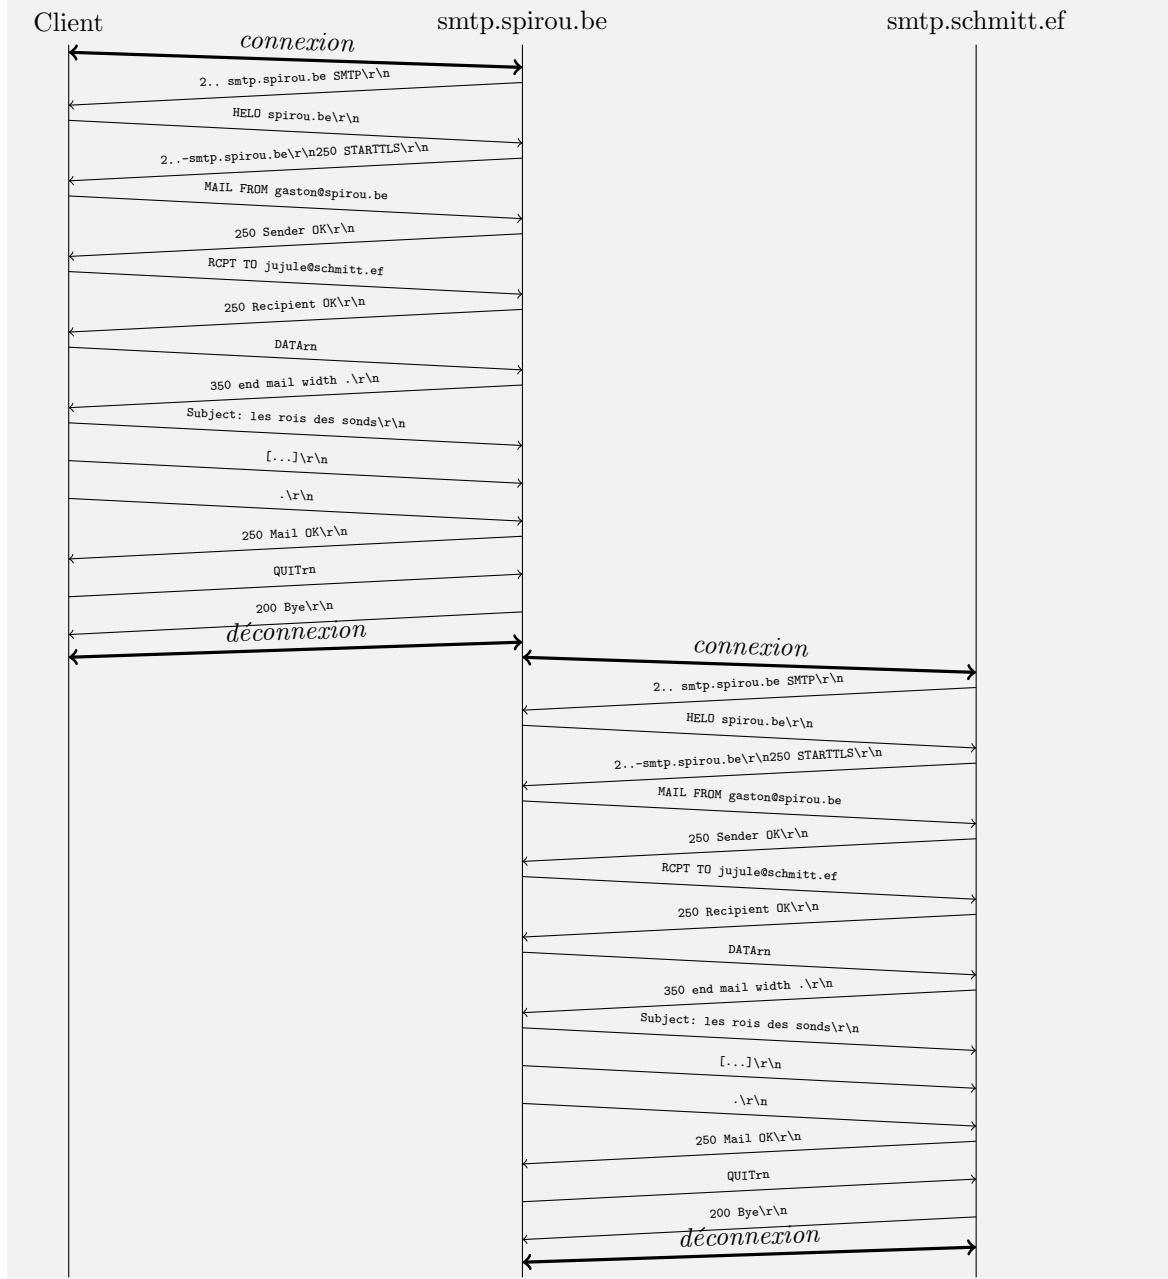 Client smtp.spirou.be smtp.schmitt.ef
connexion
2.. smtp.spirou.be SMTP\r\n
HELO spirou.be\r\n
2..-smtp.spirou.be\r\n250 STARTTLS\r\n
MAIL FROM gaston@spirou.be
250 Sender OK\r\n
RCPT TO jujule@schmitt.ef
250 Recipient OK\r\n
DATArn
350 end mail width .\r\n
Subject: les rois des sonds\r\n
[...]\r\n
.\r\n
250 Mail OK\r\n
QUITrn
200 Bye\r\n
déconnexion
connexion
2.. smtp.spirou.be SMTP\r\n
HELO spirou.be\r\n
2..-smtp.spirou.be\r\n250 STARTTLS\r\n
MAIL FROM gaston@spirou.be
250 Sender OK\r\n
RCPT TO jujule@schmitt.ef
250 Recipient OK\r\n
DATArn
350 end mail width .\r\n
Subject: les rois des sonds\r\n
[...]\r\n
.\r\n
250 Mail OK\r\n
QUITrn
200 Bye\r\n
déconnexion